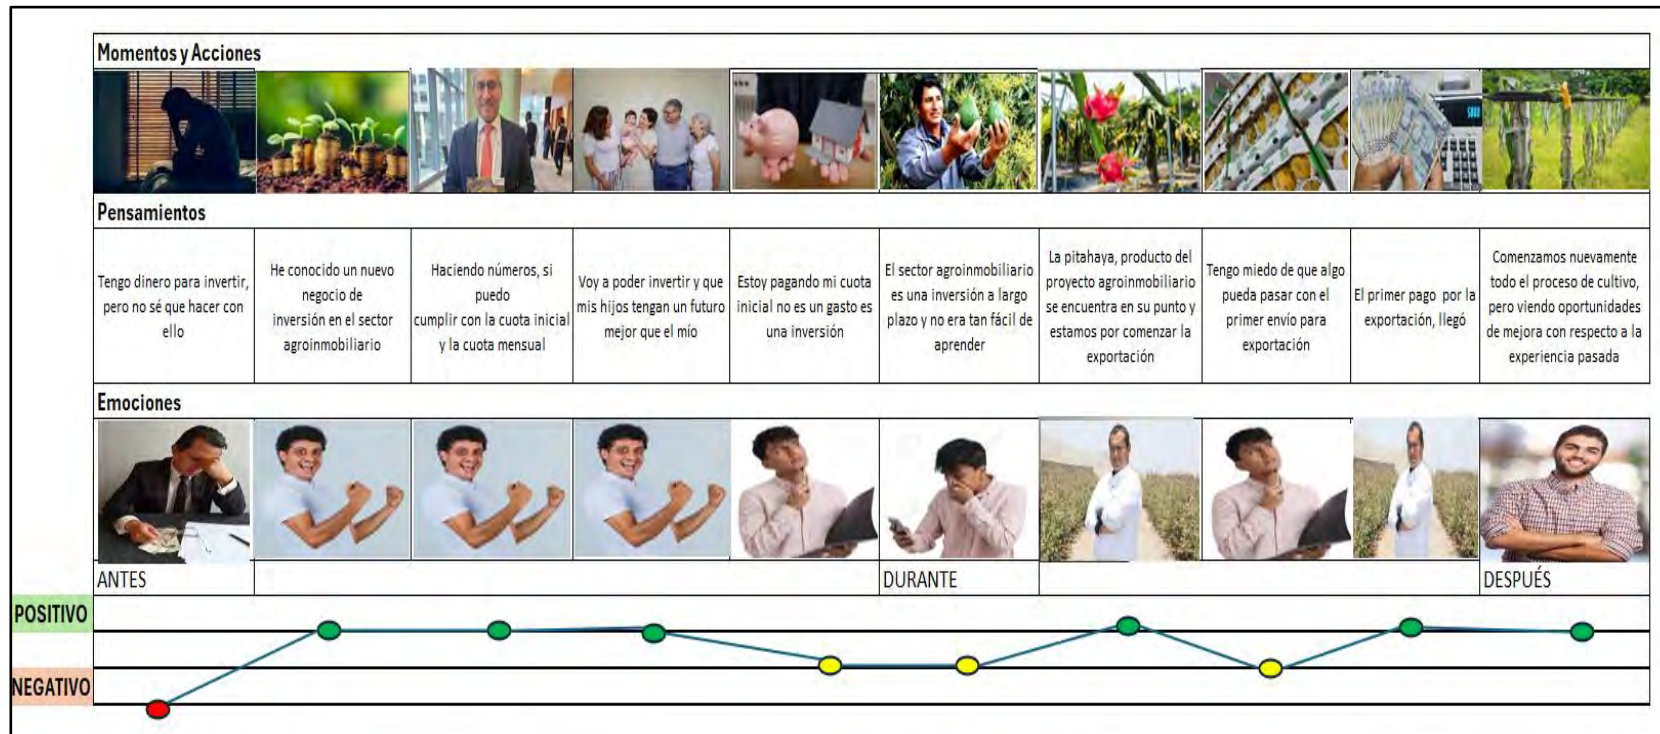 Momentos y Acciones
Pensamientos
Tengo dinero para invertir,
pero no sé que hacer con
ello
He conocido un nuevo
negocio de
inversión en el sector
agroinmobiliario
Haciendo números, si
puedo
cumplir con la cuota inicial
y la cuota mensual
Voy a poder invertir y que
mis hijos tengan un futuro
mejor que el mío
Estoy pagando mi cuota
inicial no es un gasto es
una inversión
El sector agroinmobiliario
es una inversión a largo
plazo y no era tan fácil de
aprender
La pitahaya, producto del
proyecto agroinmobiliario
se encuentra en su punto y
estamos por comenzar la
exportación
Tengo miedo de que algo
pueda pasar con el
primer envío para
exportación
El primer pago por la
exportación, llegó
Comenzamos nuevamente
todo el proceso de cultivo,
pero viendo oportunidades
de mejora con respecto a la
experiencia pasada
Emociones
ANTES
DURANTE
DESPUÉS
POSITIVO
NEGATIVO